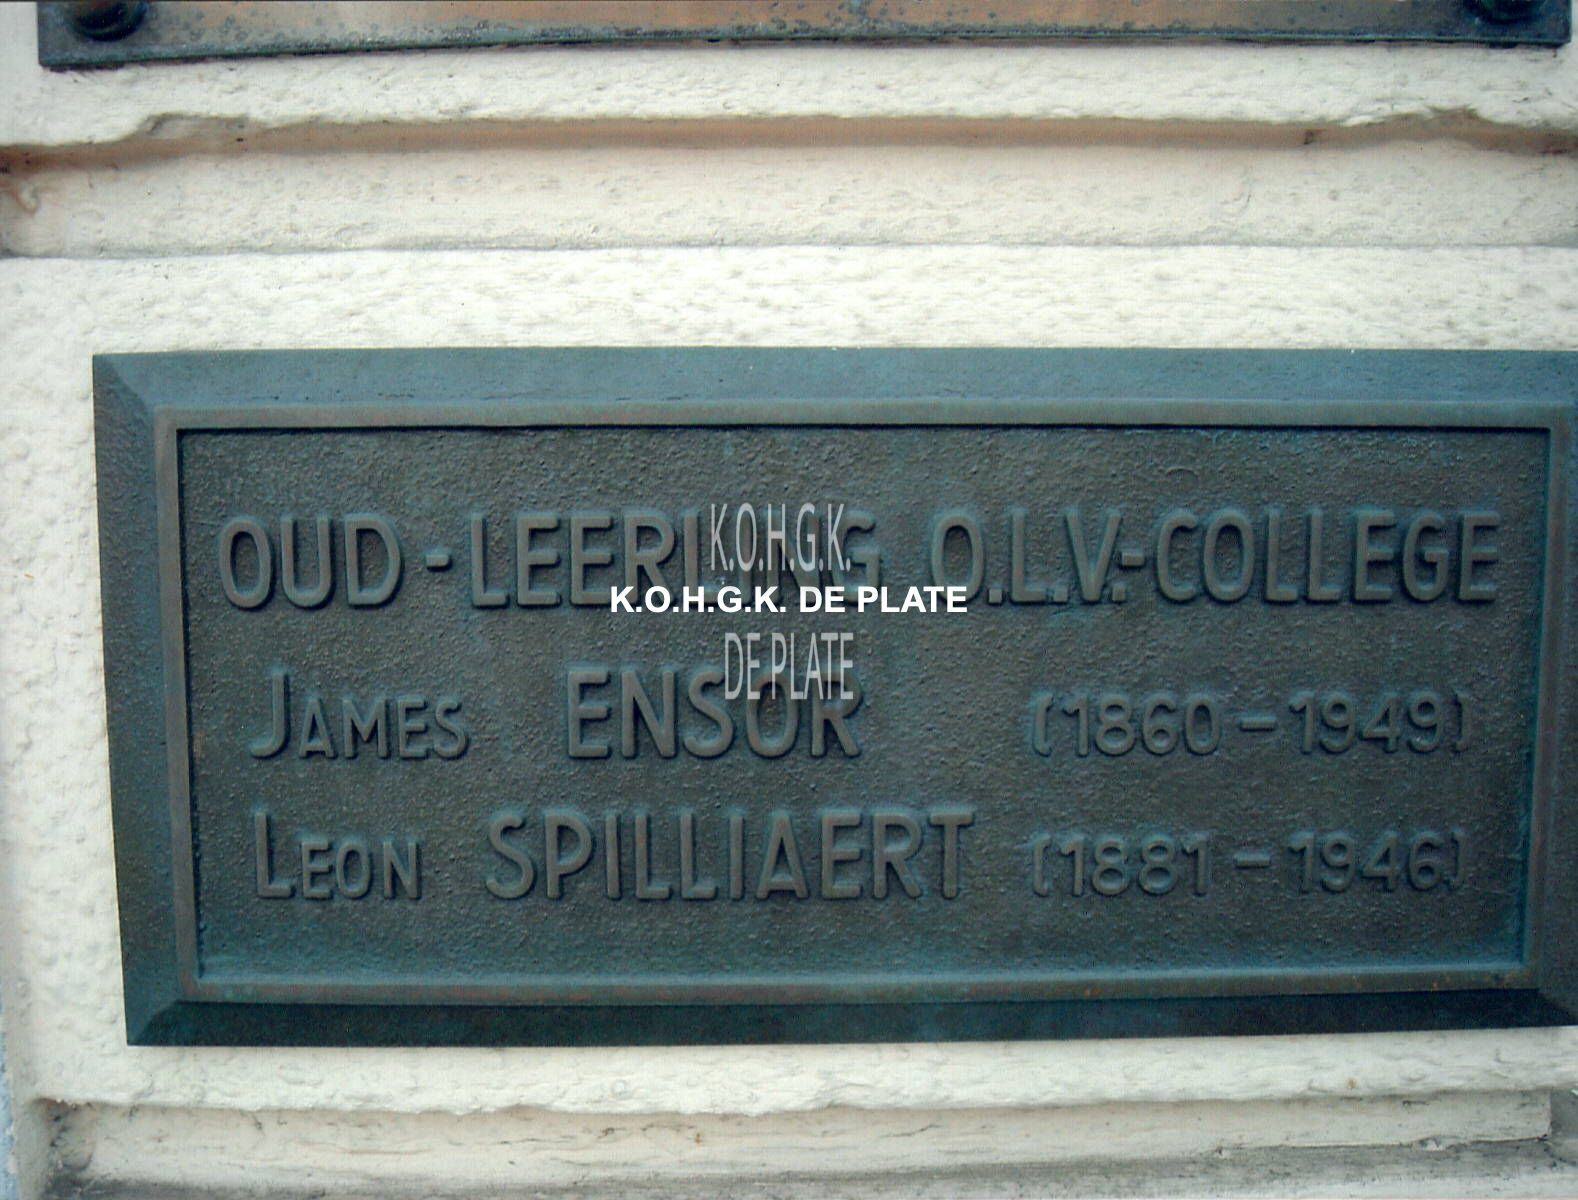 OUD-LEERLING O.L.V.-COLLEGE
K.O.H.G.K.
K.O.H.G.K. DE PLATE
DE PLATE
JAMES ENSOR (1860-1949)
LEON SPILLIAERT (1881-1946)